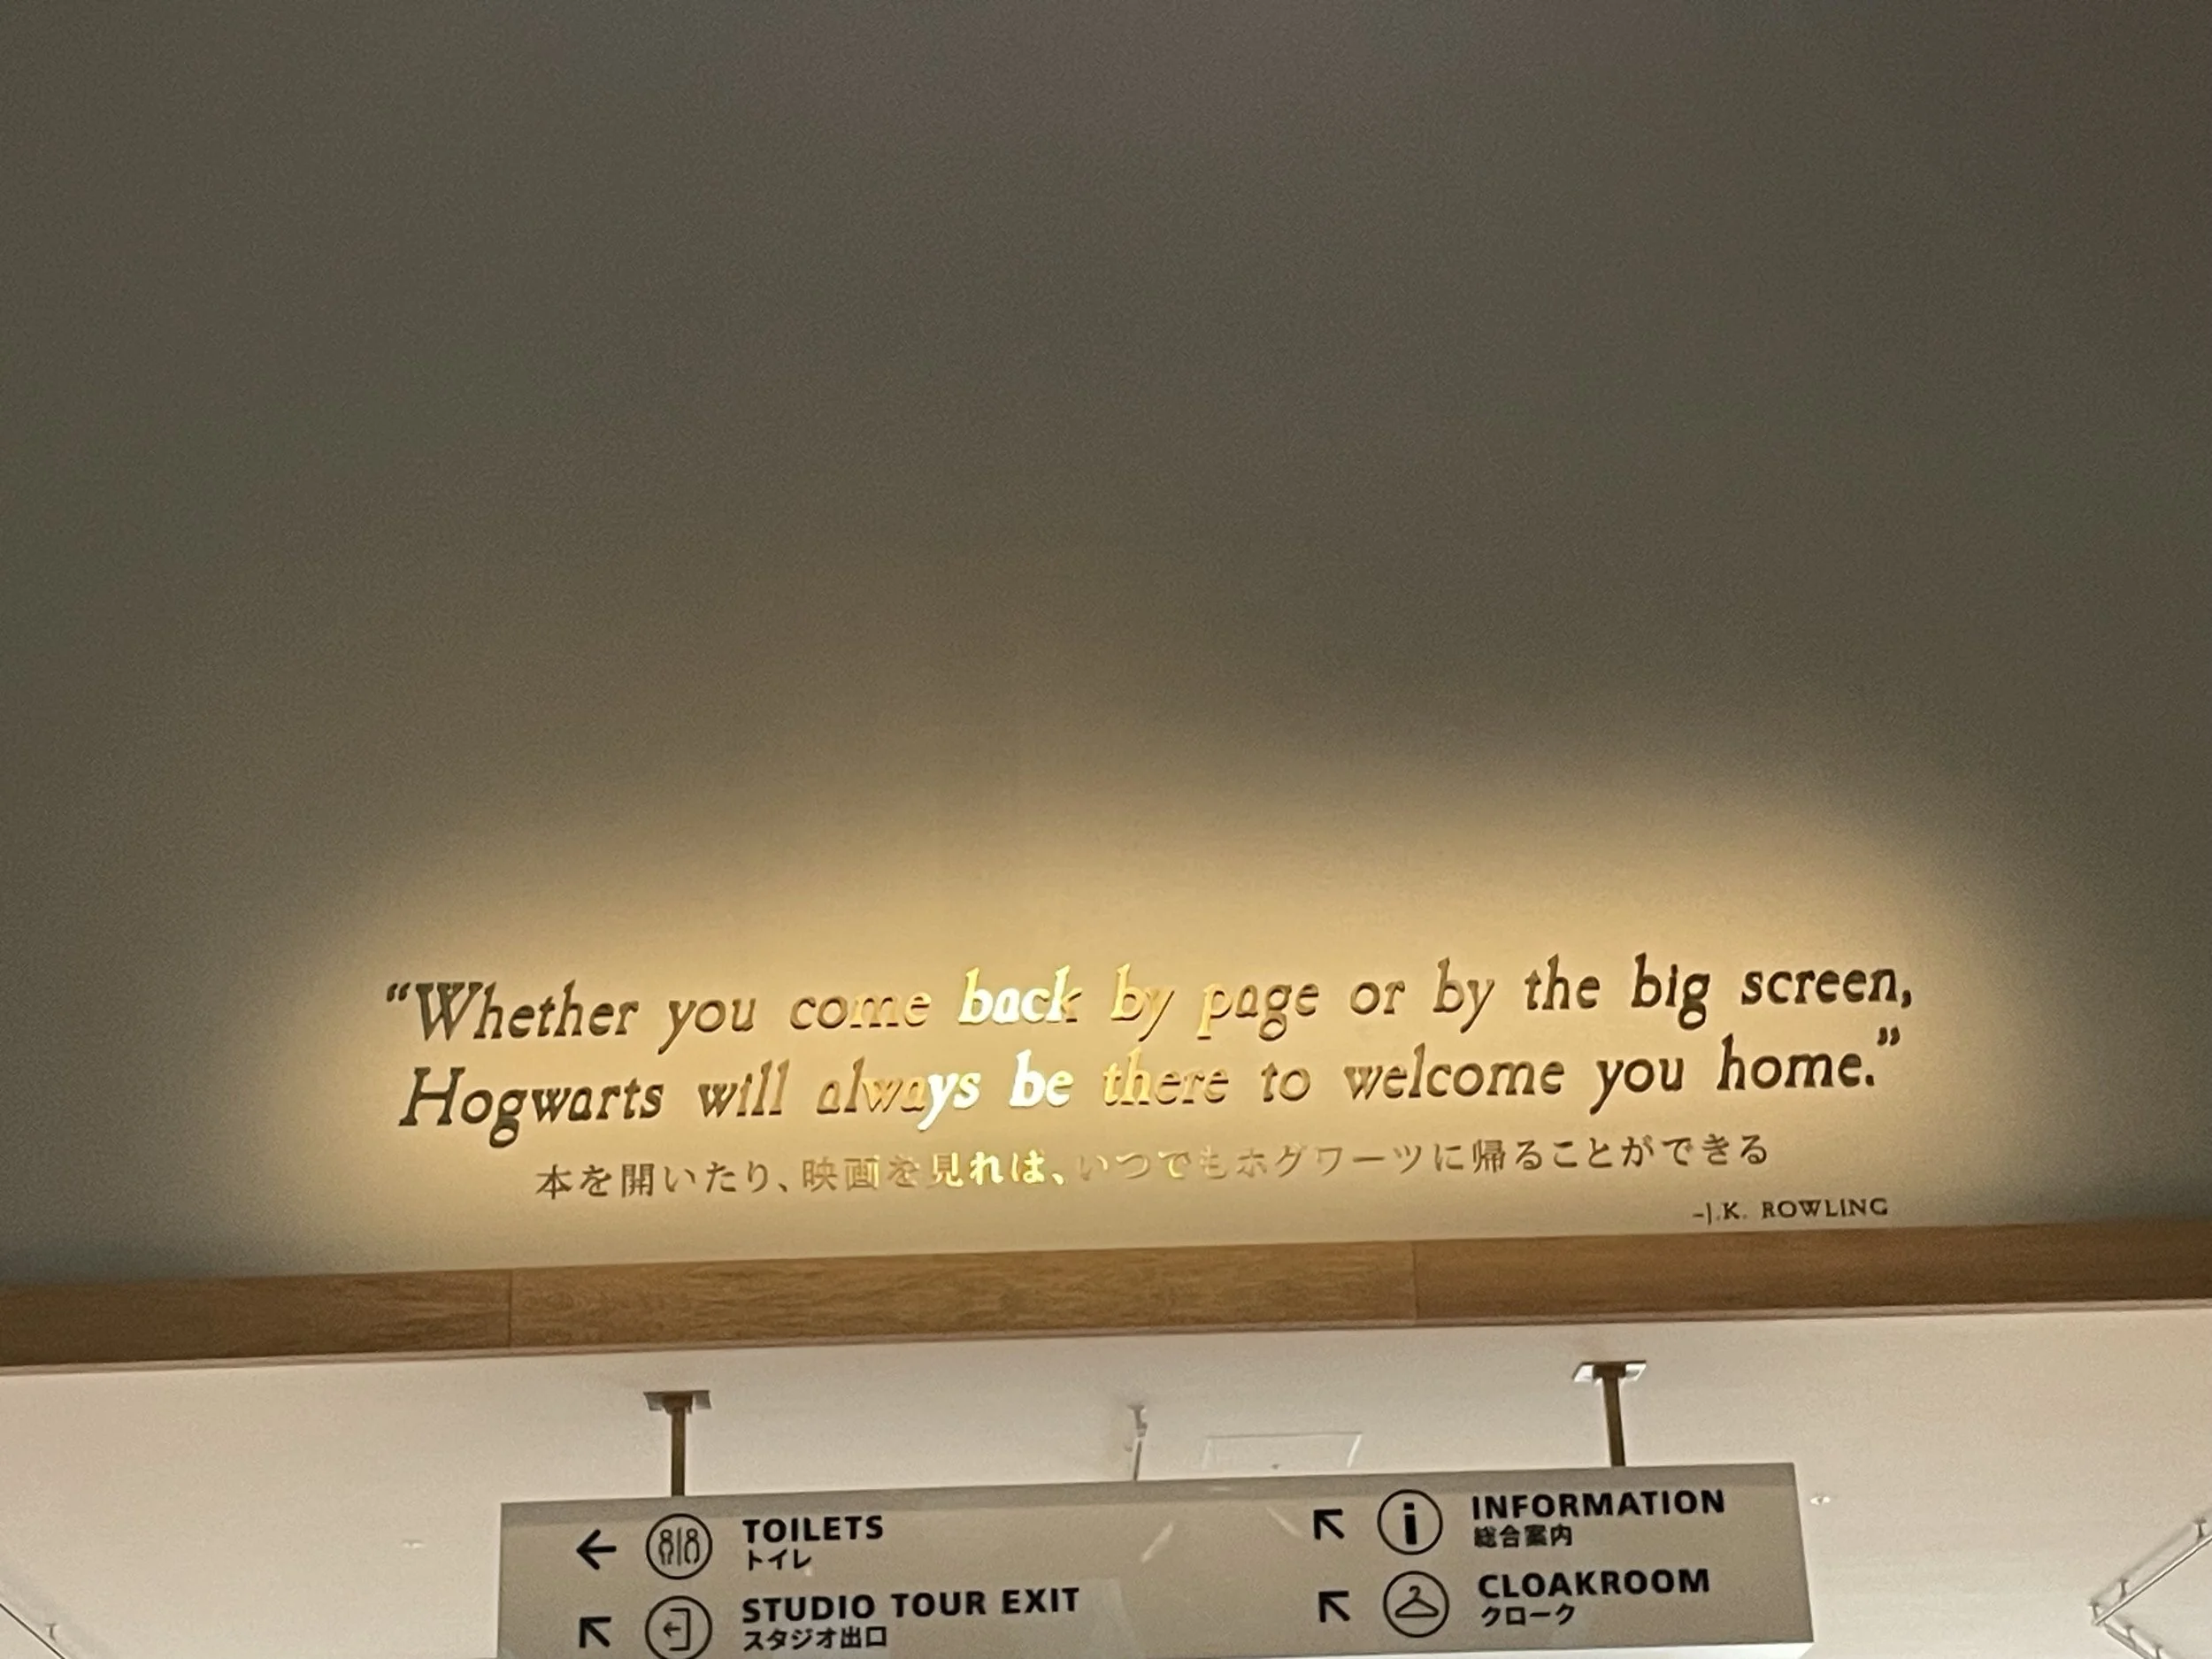 “Whether you come back by page or by the big screen,
Hogwarts will always be there to welcome you home.”
本を開いたり、映画を見れば、いつでもホグワーツに帰ることができる
–J.K. ROWLING
TOILETS
トイレ
STUDIO TOUR EXIT
スタジオ出口
INFORMATION
総合案内
CLOAKROOM
クローク